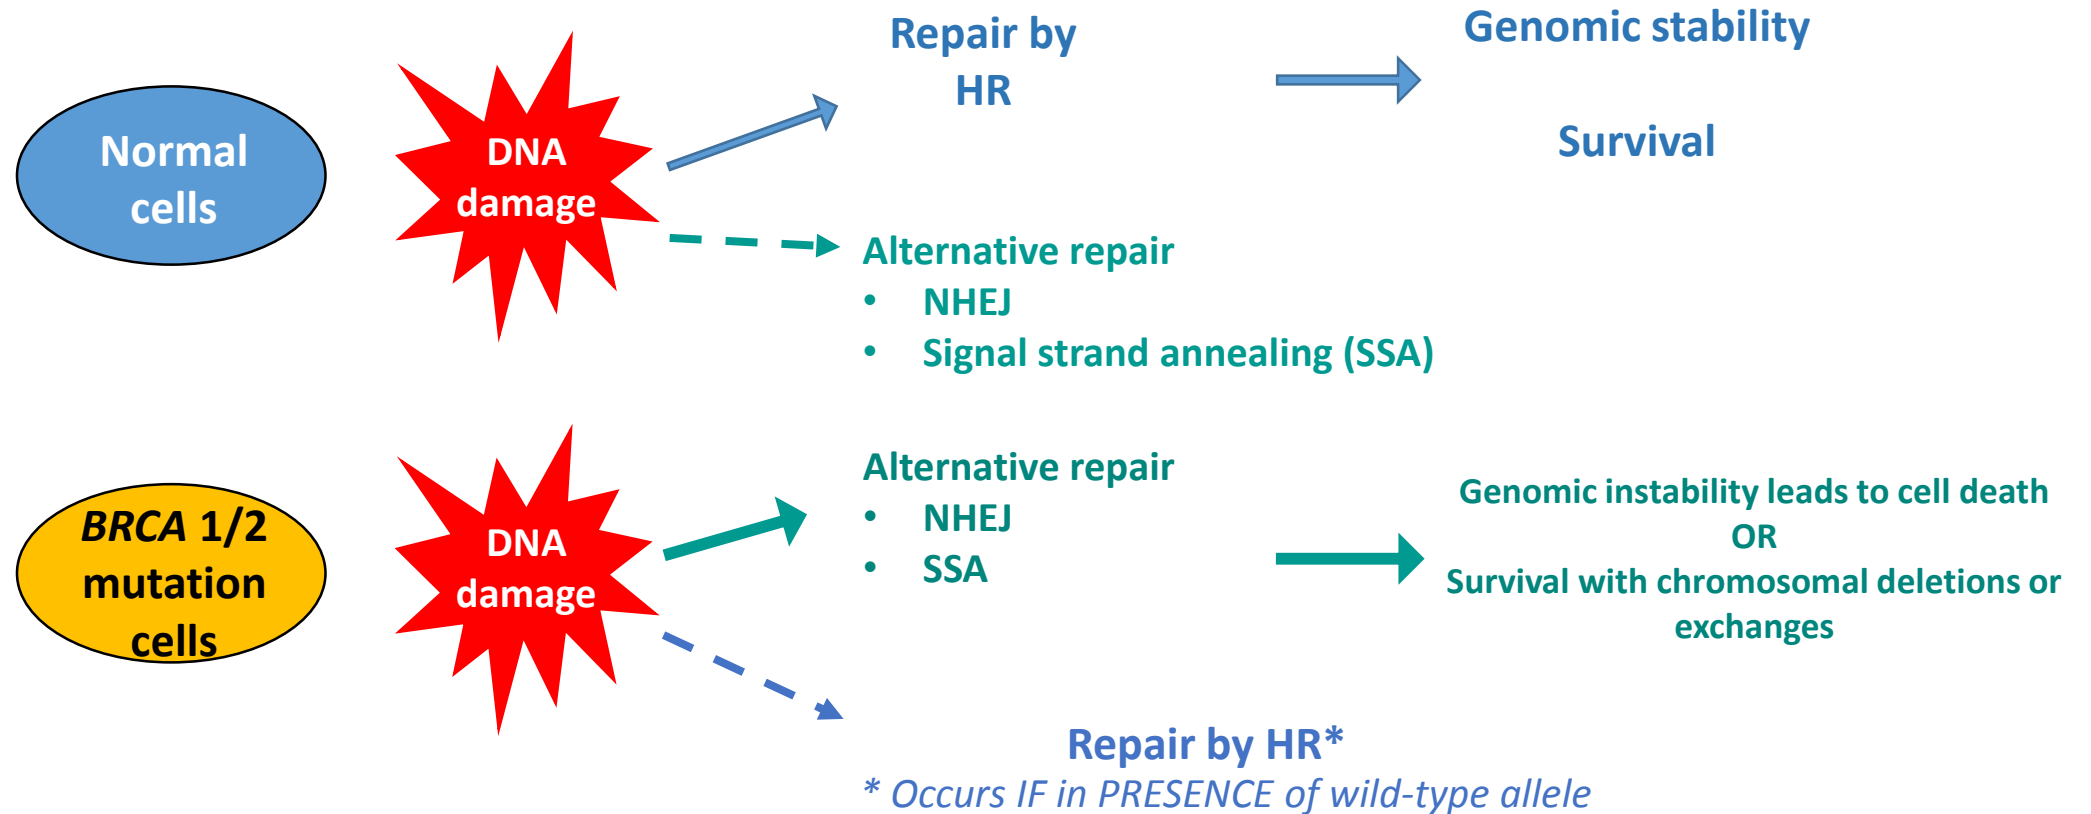 Normal
cells
DNA
damage
Repair by
HR
Genomic stability
Survival
Alternative repair
• NHEJ
• Signal strand annealing (SSA)
BRCA 1/2
mutation
cells
DNA
damage
Alternative repair
• NHEJ
• SSA
Genomic instability leads to cell death
OR
Survival with chromosomal deletions or
exchanges
Repair by HR*
* Occurs IF in PRESENCE of wild-type allele